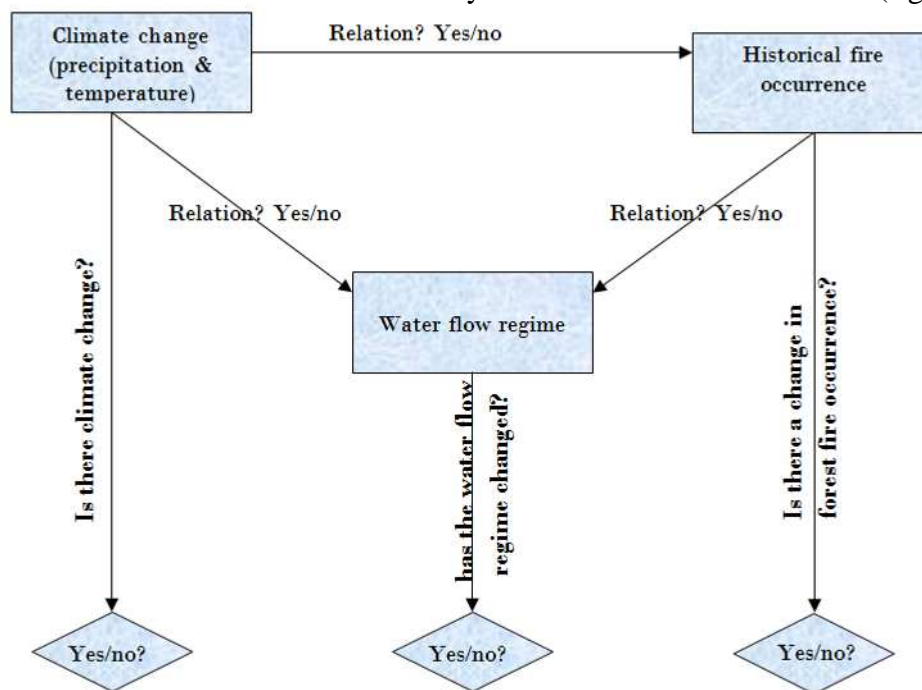 Climate change
(precipitation &
temperature)
Relation? Yes/no
Historical fire
occurrence
Relation? Yes/no
Relation? Yes/no
Is there climate change?
Water flow regime
has the water flow
regime changed?
Is there a change in
forest fire occurrence?
Yes/no?
Yes/no?
Yes/no?